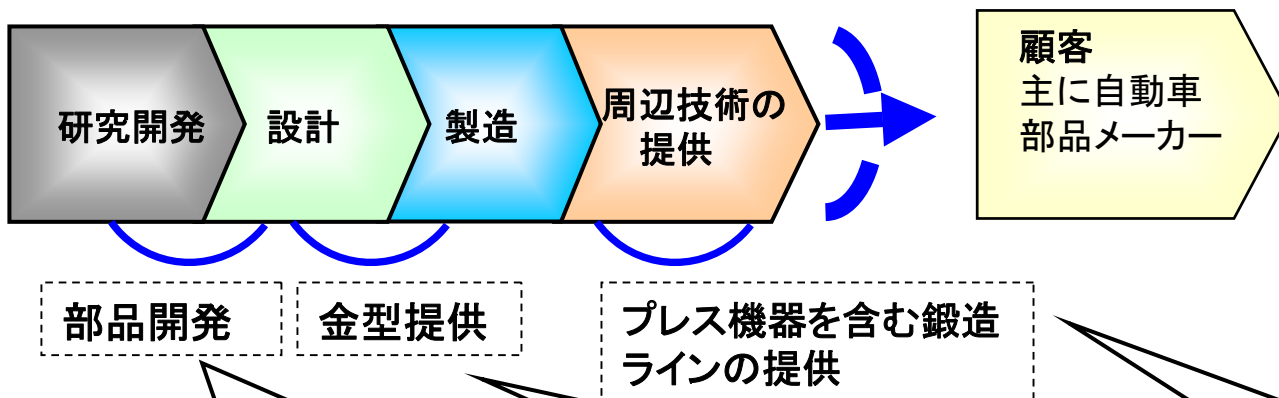 研究開発
設計
製造
周辺技術の
提供
顧客
主に自動車
部品メーカー
部品開発
金型提供
プレス機器を含む鍛造
ラインの提供